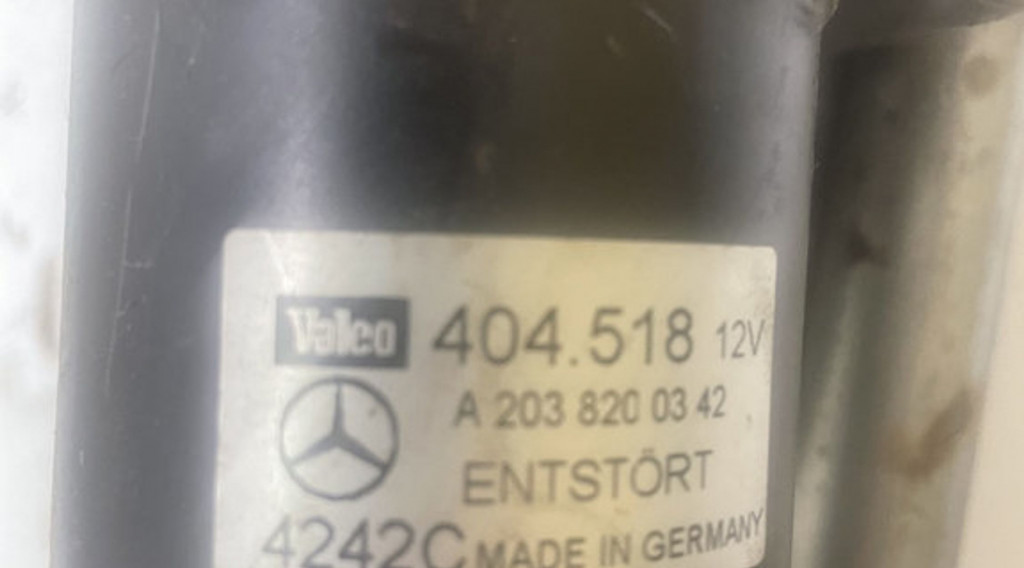 Valeo 404.518 12V
A 203 820 03 42
ENTSTÖRT
4242C MADE IN GERMANY